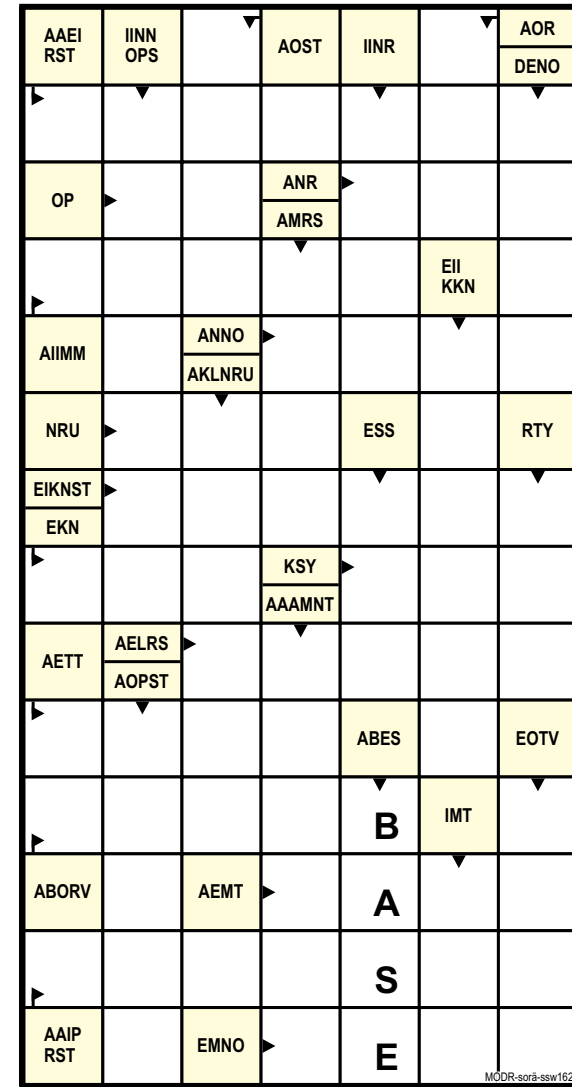 AAEI
RST
IINN
OPS
AOST
IINR
AOR
DENO
OP
ANR
AMRS
EII
KKN
AIIMM
ANNO
AKLNRU
NRU
ESS
RTY
EIKNST
EKN
KSY
AAAMNT
AETT
AELRS
AOPST
ABES
EOTV
B
IMT
ABORV
AEMT
A
S
AAIP
RST
EMNO
E
MODR-sorä-ssw162